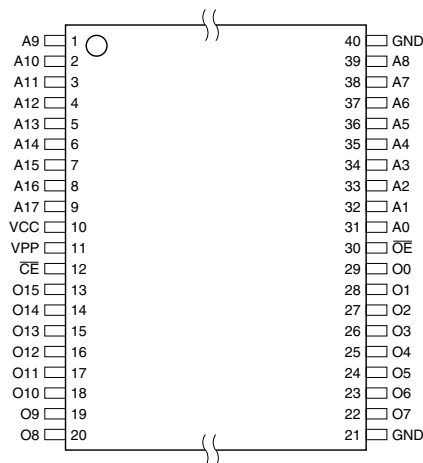 A9 1 40 GND
A10 2 39 A8
A11 3 38 A7
A12 4 37 A6
A13 5 36 A5
A14 6 35 A4
A15 7 34 A3
A16 8 33 A2
A17 9 32 A1
VCC 10 31 A0
VPP 11 30 O̅E̅
C̅E̅ 12 29 O0
O15 13 28 O1
O14 14 27 O2
O13 15 26 O3
O12 16 25 O4
O11 17 24 O5
O10 18 23 O6
O9 19 22 O7
O8 20 21 GND